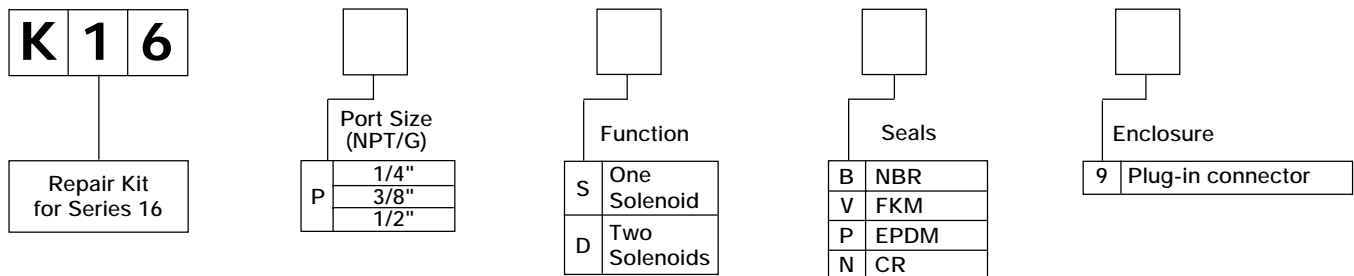 K 1 6
Repair Kit
for Series 16
Port Size
(NPT/G)
P
1/4"
3/8"
1/2"
Function
S One
Solenoid
D Two
Solenoids
Seals
B NBR
V FKM
P EPDM
N CR
Enclosure
9 Plug-in connector